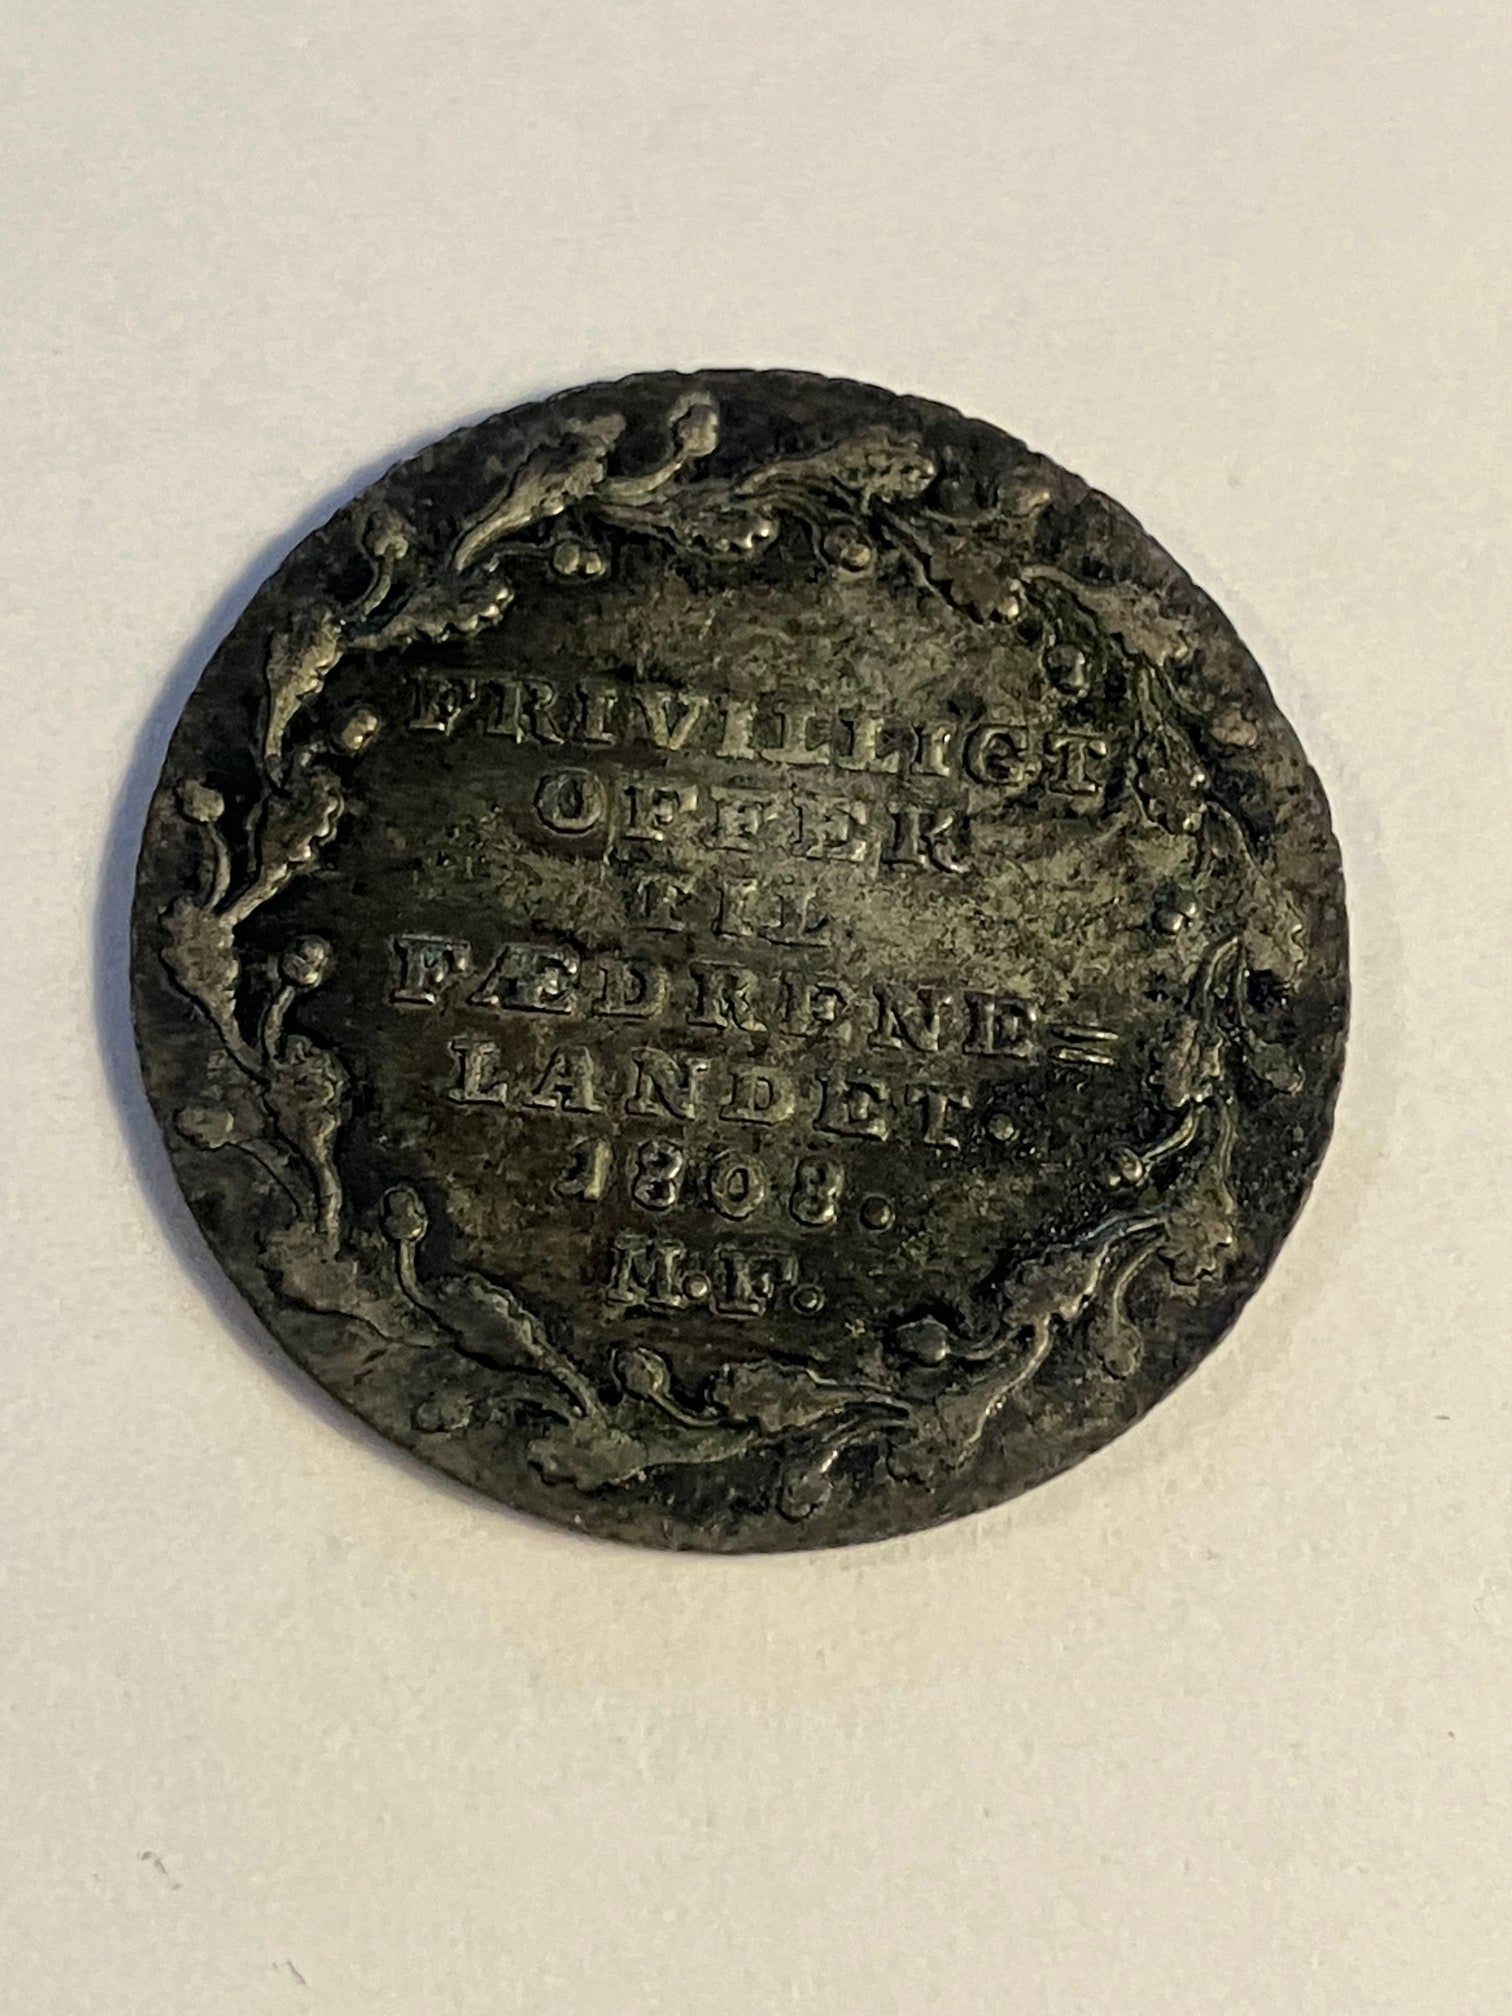 FRIVILLIGT
OFFER
TIL
FÆDRENE=
LANDET.
1808.
M.F.